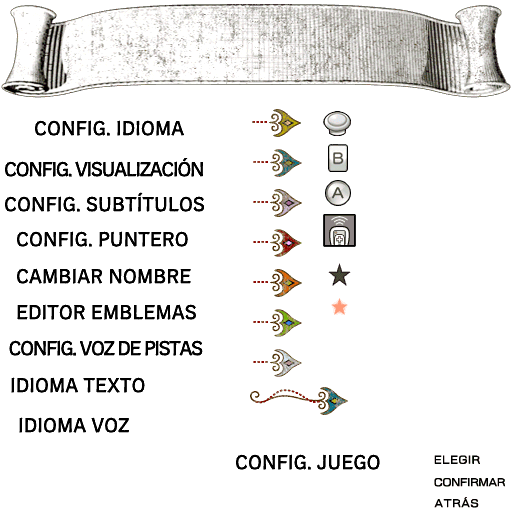 CONFIG. IDIOMA
CONFIG. VISUALIZACIÓN
B
CONFIG. SUBTÍTULOS
A
CONFIG. PUNTERO
CAMBIAR NOMBRE
EDITOR EMBLEMAS
CONFIG. VOZ DE PISTAS
IDIOMA TEXTO
IDIOMA VOZ
CONFIG. JUEGO
ELEGIR
CONFIRMAR
ATRÁS